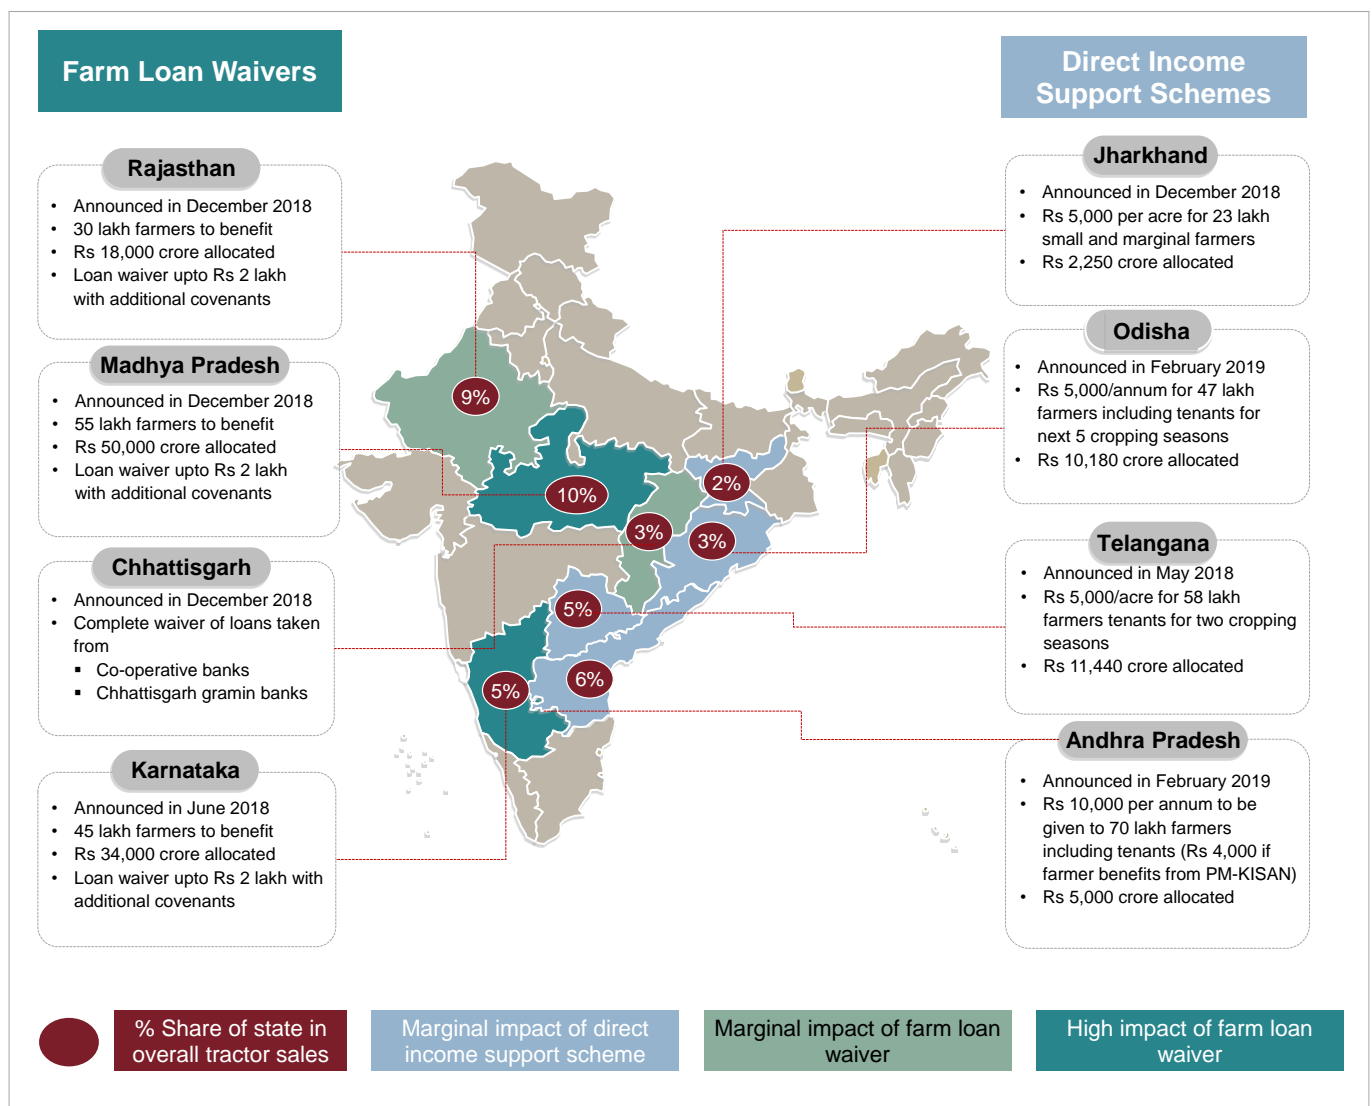 Farm Loan Waivers
Direct Income
Support Schemes
Rajasthan
• Announced in December 2018
• 30 lakh farmers to benefit
• Rs 18,000 crore allocated
• Loan waiver upto Rs 2 lakh
with additional covenants
Madhya Pradesh
• Announced in December 2018
• 55 lakh farmers to benefit
• Rs 50,000 crore allocated
• Loan waiver upto Rs 2 lakh
with additional covenants
Chhattisgarh
• Announced in December 2018
• Complete waiver of loans taken
from
▪ Co-operative banks
▪ Chhattisgarh gramin banks
Karnataka
• Announced in June 2018
• 45 lakh farmers to benefit
• Rs 34,000 crore allocated
• Loan waiver upto Rs 2 lakh with
additional covenants
9%
10%
2%
3%
3%
5%
6%
5%
Jharkhand
• Announced in December 2018
• Rs 5,000 per acre for 23 lakh
small and marginal farmers
• Rs 2,250 crore allocated
Odisha
• Announced in February 2019
• Rs 5,000/annum for 47 lakh
farmers including tenants for
next 5 cropping seasons
• Rs 10,180 crore allocated
Telangana
• Announced in May 2018
• Rs 5,000/acre for 58 lakh
farmers tenants for two cropping
seasons
• Rs 11,440 crore allocated
Andhra Pradesh
• Announced in February 2019
• Rs 10,000 per annum to be
given to 70 lakh farmers
including tenants (Rs 4,000 if
farmer benefits from PM-KISAN)
• Rs 5,000 crore allocated
% Share of state in
overall tractor sales
Marginal impact of direct
income support scheme
Marginal impact of farm loan
waiver
High impact of farm loan
waiver